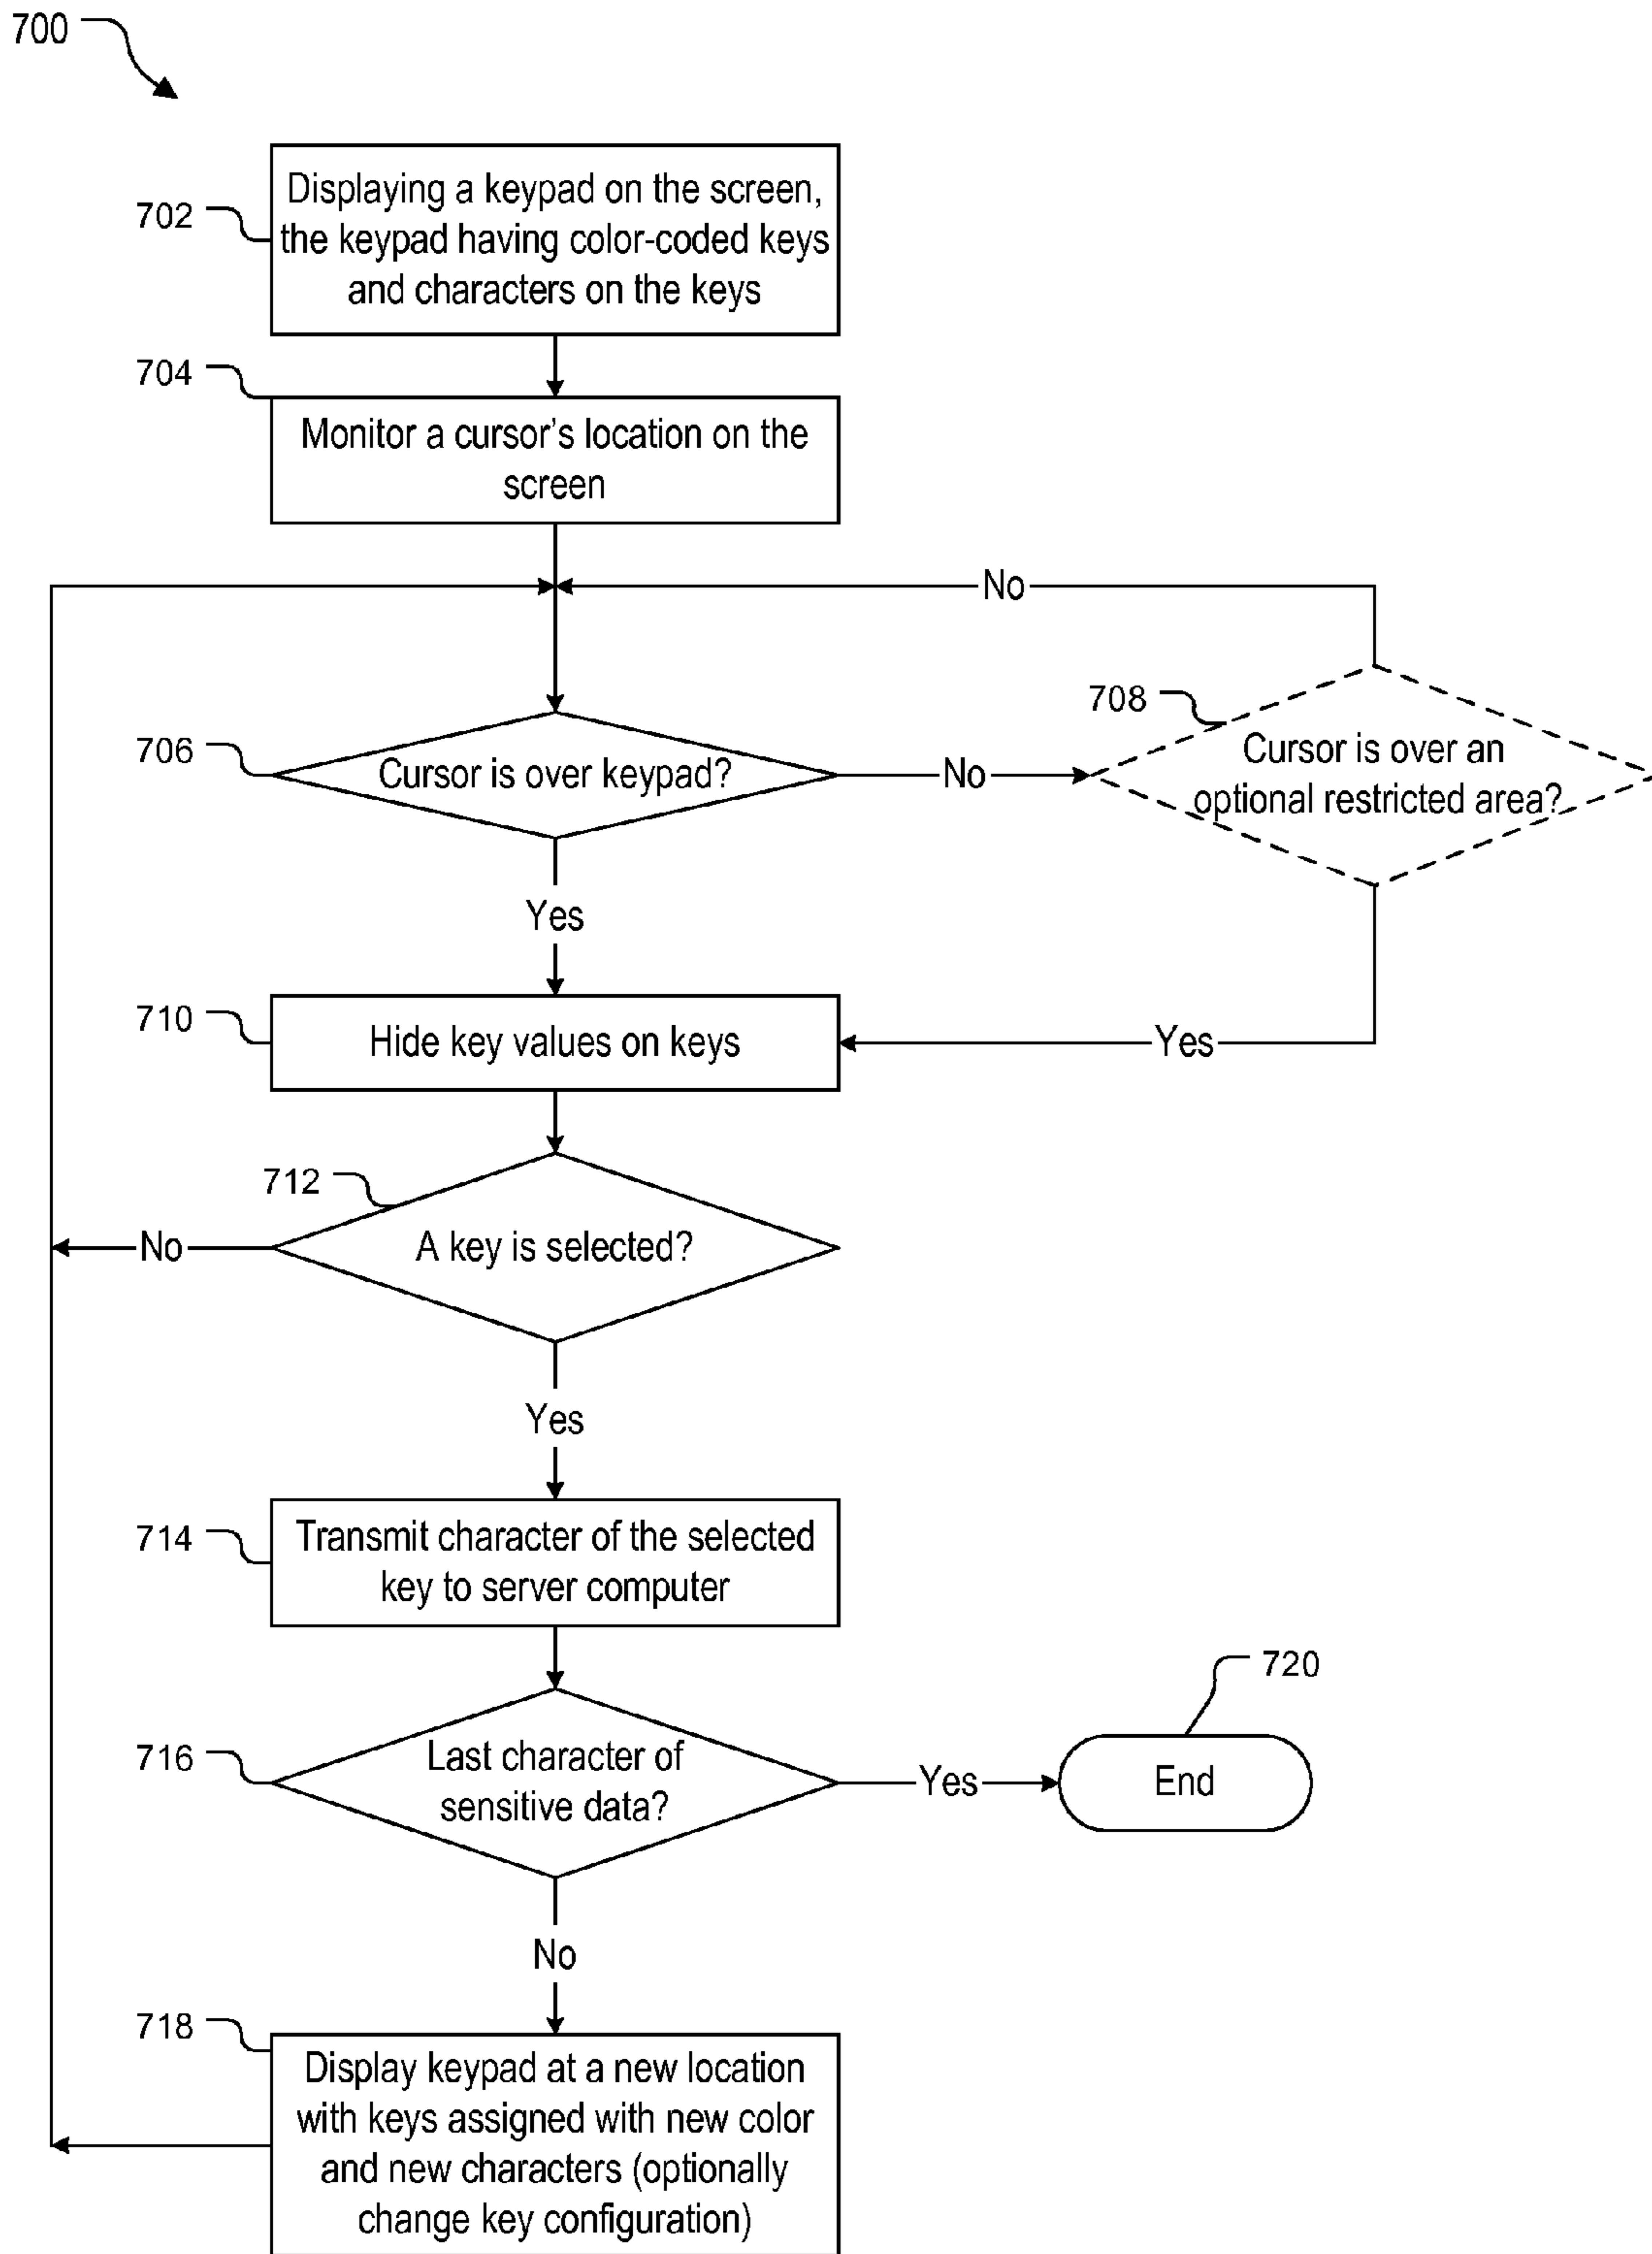 700
702
Displaying a keypad on the screen,
the keypad having color-coded keys
and characters on the keys
704
Monitor a cursor's location on the
screen
No
706
Cursor is over keypad?
No
708
Cursor is over an
optional restricted area?
Yes
710
Hide key values on keys
Yes
712
A key is selected?
No
Yes
714
Transmit character of the selected
key to server computer
716
Last character of
sensitive data?
Yes
720
End
No
718
Display keypad at a new location
with keys assigned with new color
and new characters (optionally
change key configuration)